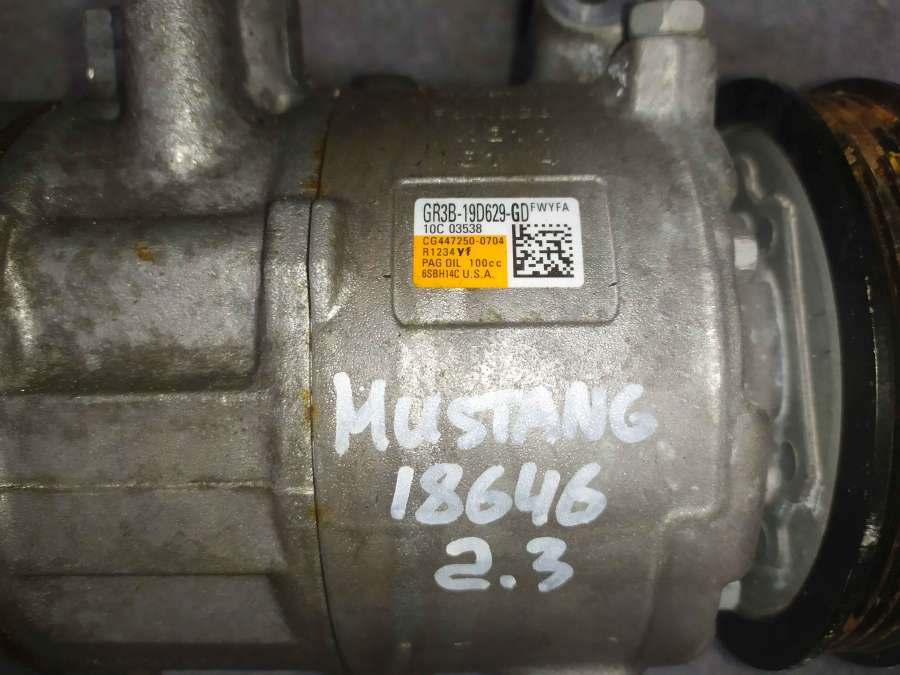 GR3B-19D629-GD FWYFA
10C 03538
CG447250-0704
R1234yf
PAG OIL 100cc
6SBH14C U.S.A.
MUSTANG
18646
2.3